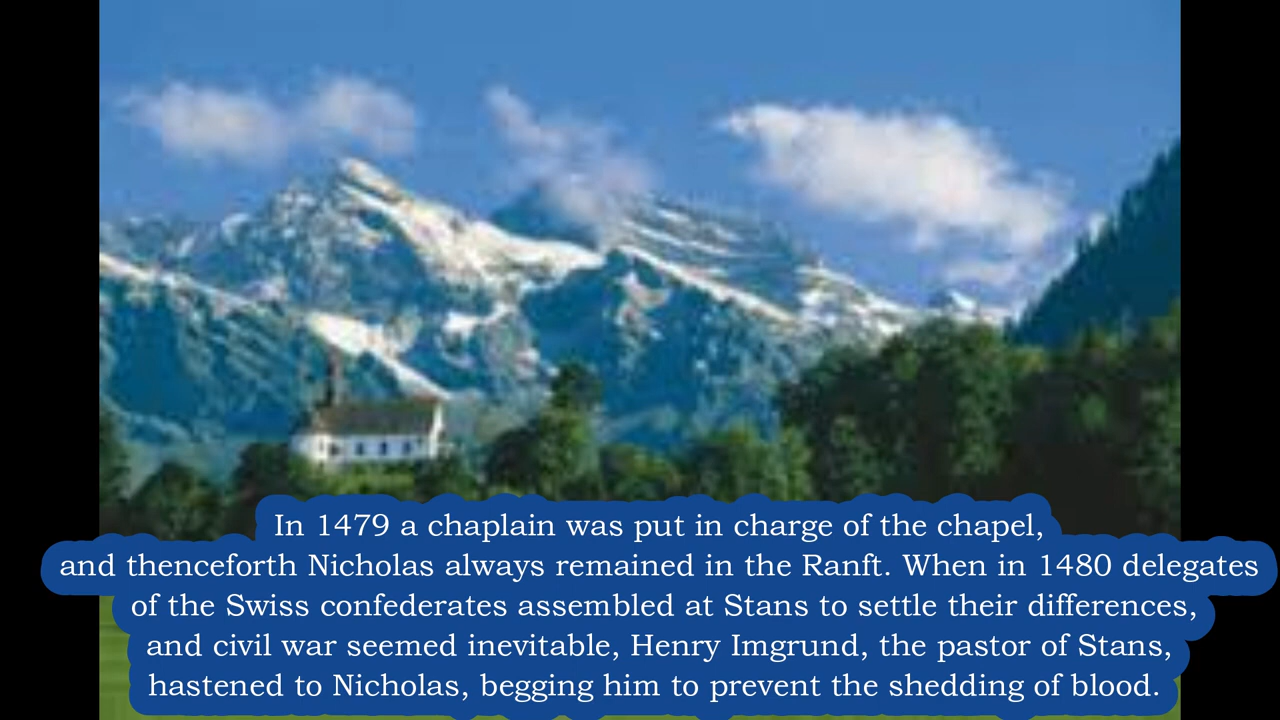 In 1479 a chaplain was put in charge of the chapel,
and thenceforth Nicholas always remained in the Ranft. When in 1480 delegates
of the Swiss confederates assembled at Stans to settle their differences,
and civil war seemed inevitable, Henry Imgrund, the pastor of Stans,
hastened to Nicholas, begging him to prevent the shedding of blood.